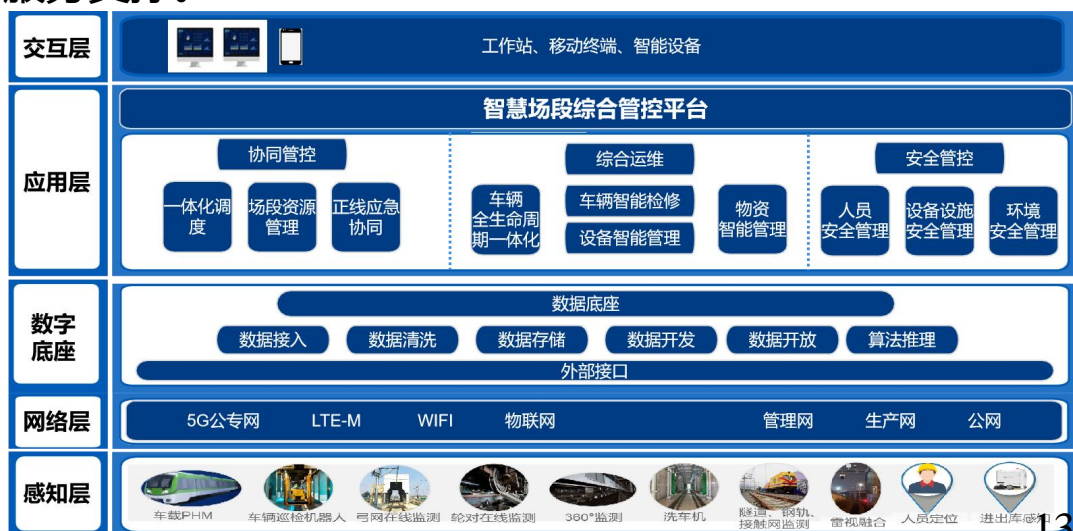 交互层
工作站、移动终端、智能设备
应用层
智慧场段综合管控平台
协同管控
一体化调
度
场段资源
管理
正线应急
协同
综合运维
车辆
全生命周
期一体化
车辆智能检修
设备智能管理
物资
智能管理
安全管控
人员
安全管理
设备设施
安全管理
环境
安全管理
数字
底座
数据底座
数据接入 数据清洗 数据存储 数据开发 数据开放 算法推理
外部接口
网络层
5G公专网 LTE-M WIFI 物联网 管理网 生产网 公网
感知层
车载PHM
车辆巡检机器人
弓网在线监测
轮对在线监测
360°监测
洗车机
隧道、钢轨、
接触网监测
雷视融合
人员定位
进出库感知
13